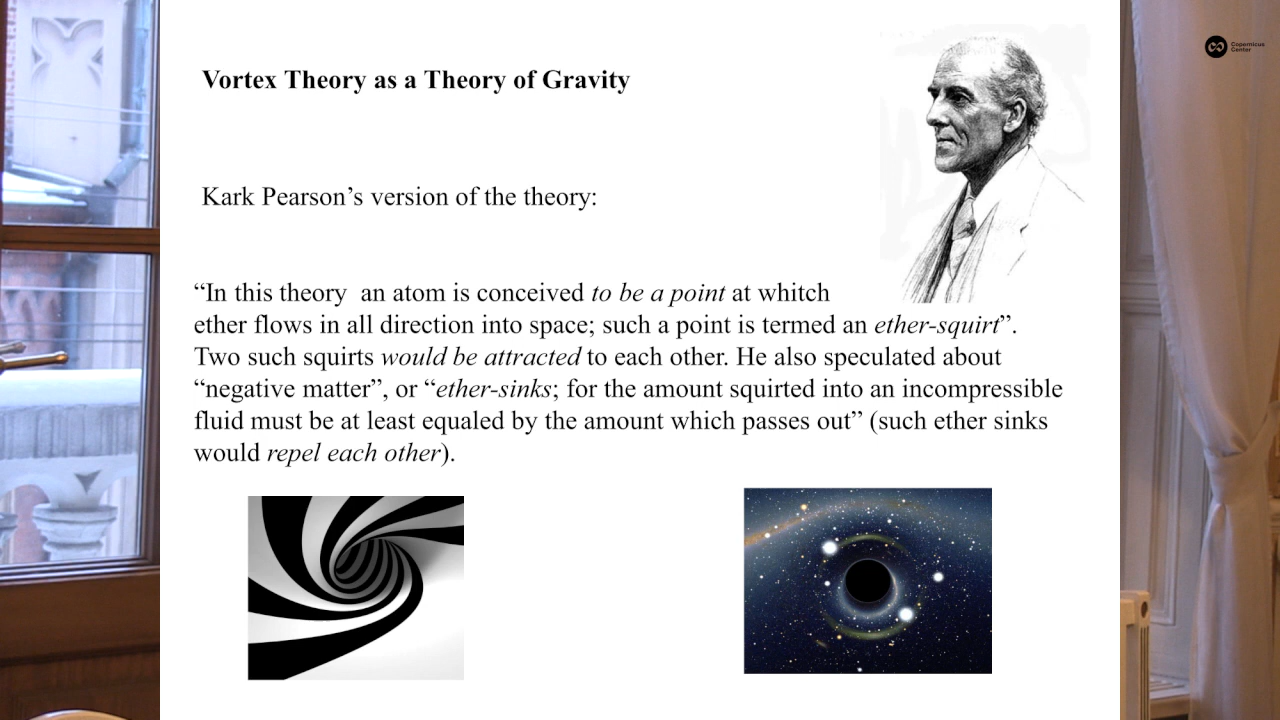 Copernicus
Center
Vortex Theory as a Theory of Gravity
Kark Pearson’s version of the theory:
“In this theory an atom is conceived to be a point at whitch
ether flows in all direction into space; such a point is termed an ether-squirt”.
Two such squirts would be attracted to each other. He also speculated about
“negative matter”, or “ether-sinks; for the amount squirted into an incompressible
fluid must be at least equaled by the amount which passes out” (such ether sinks
would repel each other).